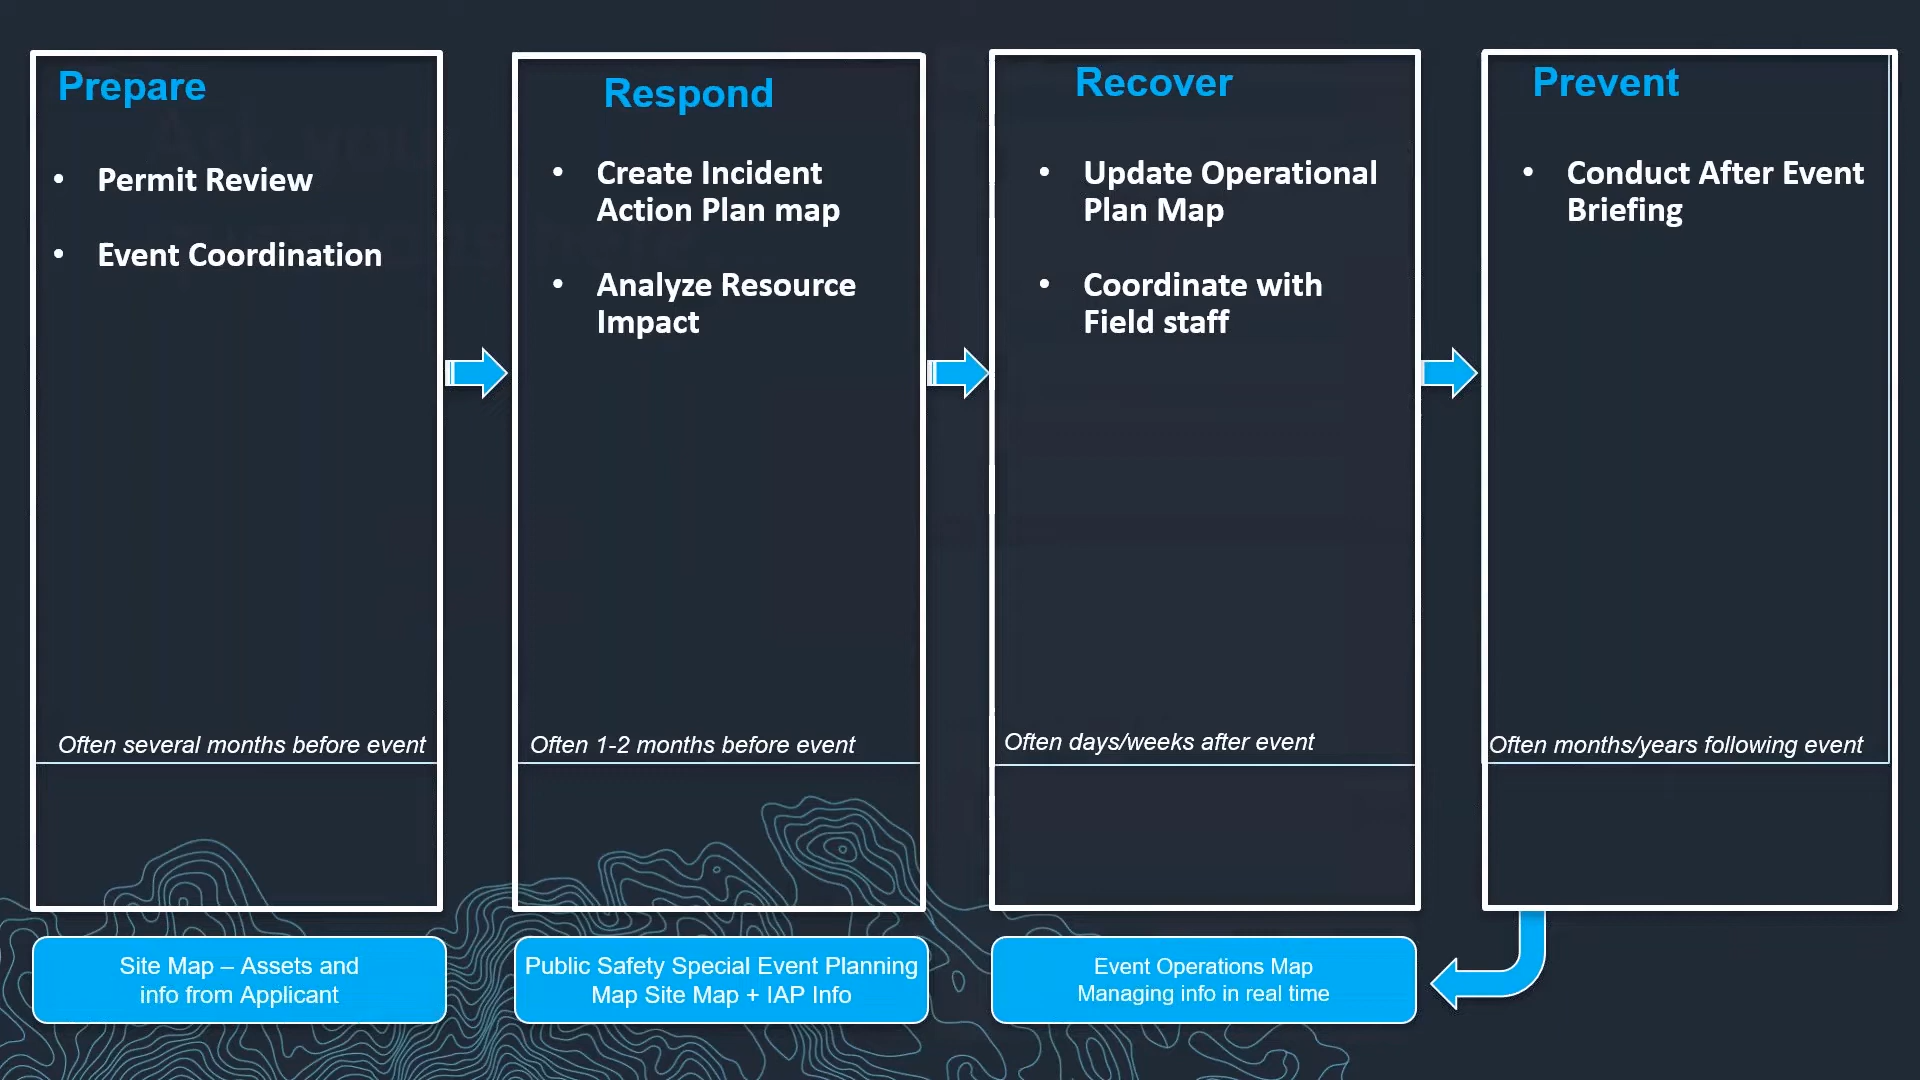 Prepare
• Permit Review
• Event Coordination
Often several months before event
Site Map – Assets and
info from Applicant
Respond
• Create Incident
Action Plan map
• Analyze Resource
Impact
Often 1-2 months before event
Public Safety Special Event Planning
Map Site Map + IAP Info
Recover
• Update Operational
Plan Map
• Coordinate with
Field staff
Often days/weeks after event
Event Operations Map
Managing info in real time
Prevent
• Conduct After Event
Briefing
Often months/years following event